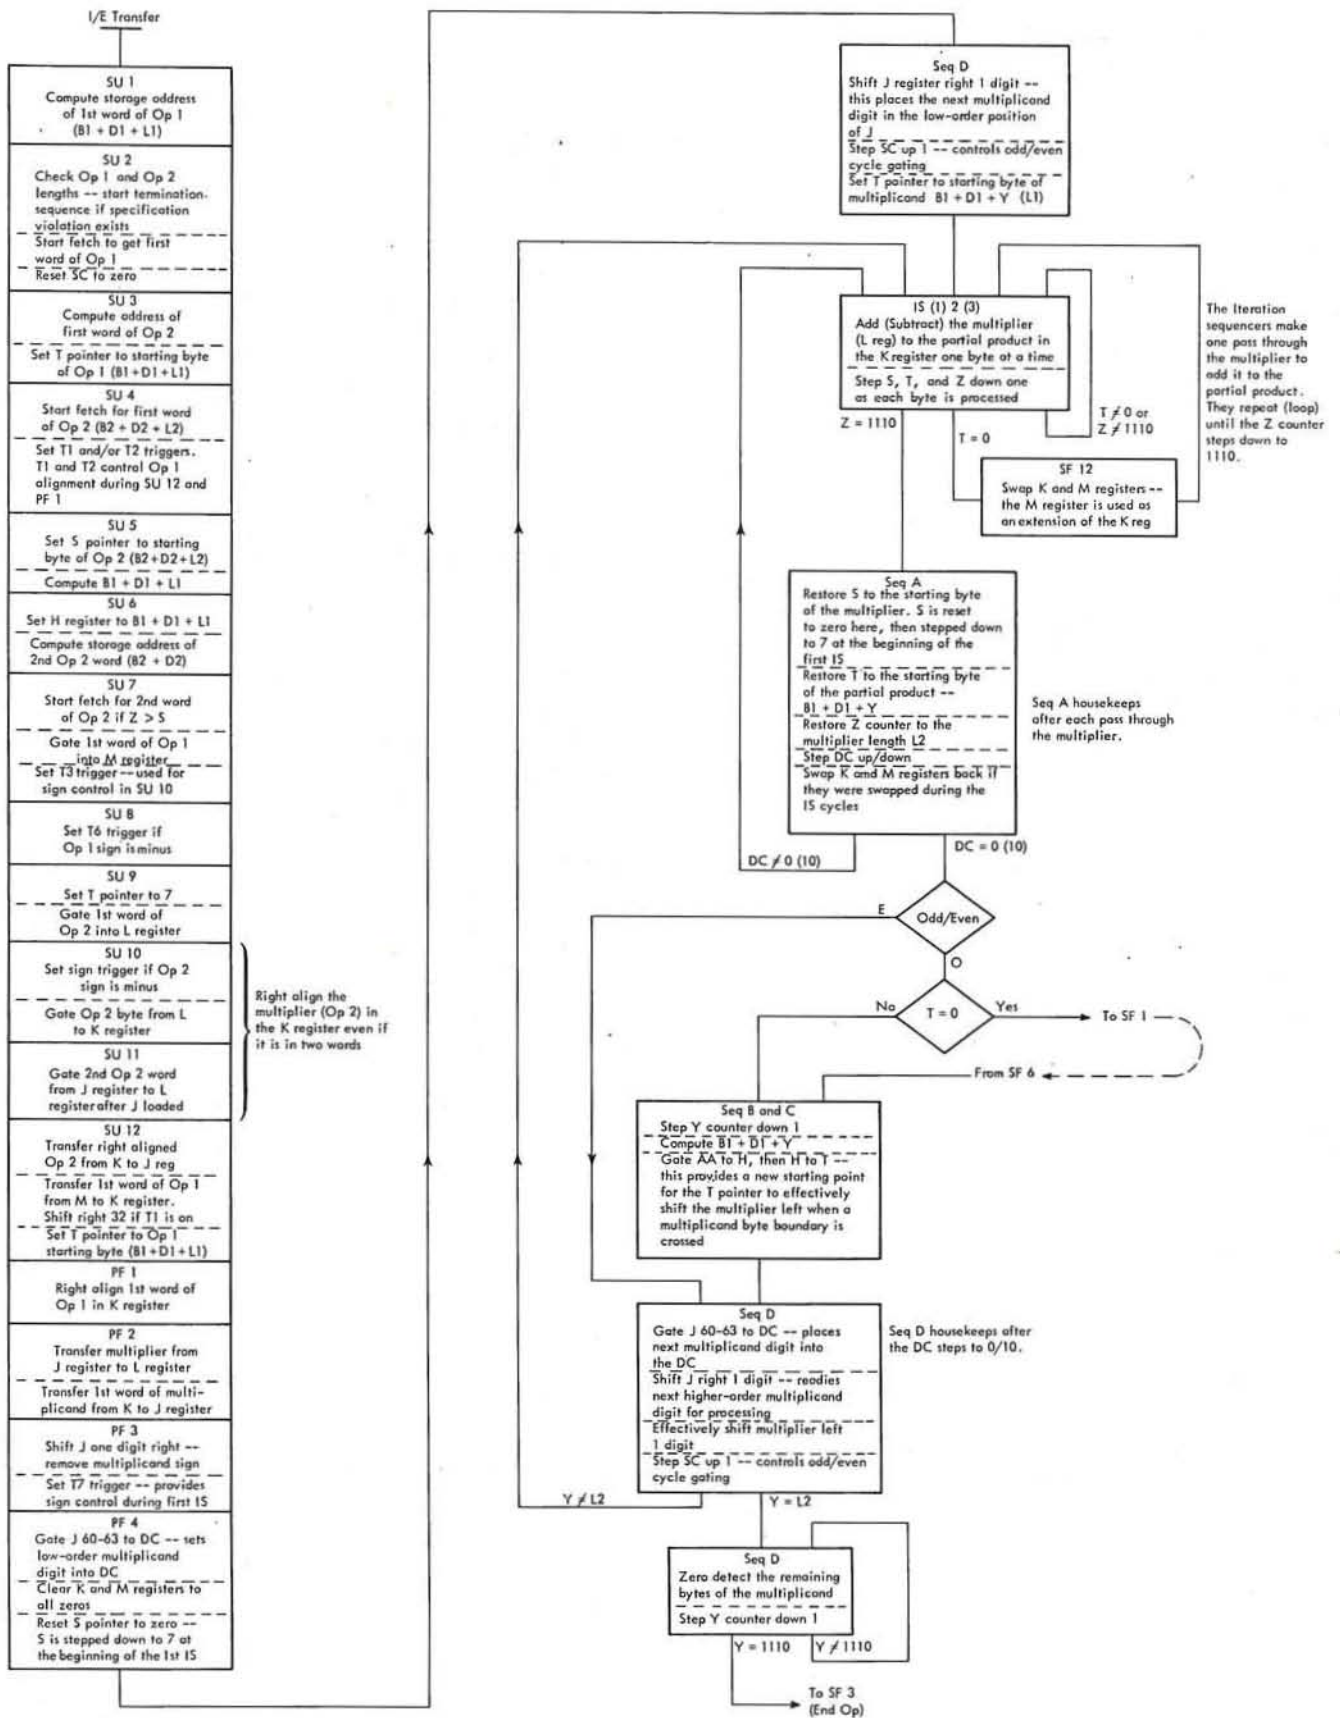 I/E Transfer
SU 1
Compute storage address
of 1st word of Op 1
(B1 + D1 + L1)
SU 2
Check Op 1 and Op 2
lengths -- start termination-
sequence if specification
violation exists
Start fetch to get first
word of Op 1
Reset SC to zero
SU 3
Compute address of
first word of Op 2
Set T pointer to starting byte
of Op 1 (B1+D1+L1)
SU 4
Start fetch for first word
of Op 2 (B2 + D2 + L2)
Set T1 and/or T2 triggers.
T1 and T2 control Op 1
alignment during SU 12 and
PF 1
SU 5
Set S pointer to starting
byte of Op 2 (B2+D2+L2)
Compute B1 + D1 + L1
SU 6
Set H register to B1 + D1 + L1
Compute storage address of
2nd Op 2 word (B2 + D2)
SU 7
Start fetch for 2nd word
of Op 2 if Z > S
Gate 1st word of Op 1
into M register
Set T3 trigger -- used for
sign control in SU 10
SU 8
Set T6 trigger if
Op 1 sign is minus
SU 9
Set T pointer to 7
Gate 1st word of
Op 2 into L register
SU 10
Set sign trigger if Op 2
sign is minus
Gate Op 2 byte from L
to K register
SU 11
Gate 2nd Op 2 word
from J register to L
register after J loaded
Right align the
multiplier (Op 2) in
the K register even if
it is in two words
SU 12
Transfer right aligned
Op 2 from K to J reg
Transfer 1st word of Op 1
from M to K register.
Shift right 32 if T1 is on
Set T pointer to Op 1
starting byte (B1+D1+L1)
PF 1
Right align 1st word of
Op 1 in K register
PF 2
Transfer multiplier from
J register to L register
Transfer 1st word of multi-
plicand from K to J register
PF 3
Shift J one digit right --
remove multiplicand sign
Set T7 trigger -- provides
sign control during first IS
PF 4
Gate J 60-63 to DC -- sets
low-order multiplicand
digit into DC
Clear K and M registers to
all zeros
Reset S pointer to zero --
S is stepped down to 7 at
the beginning of the 1st IS
Seq D
Shift J register right 1 digit --
this places the next multiplicand
digit in the low-order position
of J
Step SC up 1 -- controls odd/even
cycle gating
Set T pointer to starting byte of
multiplicand B1 + D1 + Y (L1)
IS (1) 2 (3)
Add (Subtract) the multiplier
(L reg) to the partial product in
the K register one byte at a time
Step S, T, and Z down one
as each byte is processed
Z = 1110
T = 0
T ≠ 0 or
Z ≠ 1110
The Iteration
sequencers make
one pass through
the multiplier to
add it to the
partial product.
They repeat (loop)
until the Z counter
steps down to
1110.
SF 12
Swap K and M registers --
the M register is used as
an extension of the K reg
Seq A
Restore S to the starting byte
of the multiplier. S is reset
to zero here, then stepped down
to 7 at the beginning of the
first IS
Restore T to the starting byte
of the partial product --
B1 + D1 + Y
Restore Z counter to the
multiplier length L2
Step DC up/down
Swap K and M registers back if
they were swapped during the
IS cycles
Seq A housekeeps
after each pass through
the multiplier.
DC ≠ 0 (10)
DC = 0 (10)
E
Odd/Even
O
No
T = 0
Yes
To SF 1
From SF 6
Seq B and C
Step Y counter down 1
Compute B1 + D1 + Y
Gate AA to H, then H to T --
this provides a new starting point
for the T pointer to effectively
shift the multiplier left when a
multiplicand byte boundary is
crossed
Seq D
Gate J 60-63 to DC -- places
next multiplicand digit into
the DC
Shift J right 1 digit -- readies
next higher-order multiplicand
digit for processing
Effectively shift multiplier left
1 digit
Step SC up 1 -- controls odd/even
cycle gating
Seq D housekeeps after
the DC steps to 0/10.
Y ≠ L2
Y = L2
Seq D
Zero detect the remaining
bytes of the multiplicand
Step Y counter down 1
Y = 1110
Y ≠ 1110
To SF 3
(End Op)